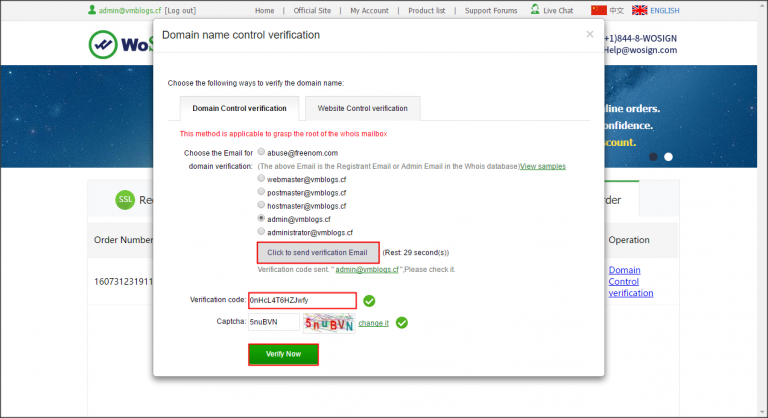 admin@vmblogs.cf [Log out]
Home | Official Site | My Account | Product list | Support Forums | Live Chat 中文 ENGLISH
Domain name control verification ×
WoS
+1)844-8-WOSIGN
Help@wosign.com
Choose the following ways to verify the domain name:
line orders.
onfidence.
scount.
Domain Control verification Website Control verification
This method is applicable to grasp the root of the whois mailbox
Choose the Email for domain verification:
abuse@freenom.com
(The above Email is the Registrant Email or Admin Email in the Whois database)View samples
webmaster@vmblogs.cf
postmaster@vmblogs.cf
hostmaster@vmblogs.cf
admin@vmblogs.cf
administrator@vmblogs.cf
Click to send verification Email (Rest: 29 second(s))
Verification code sent. " admin@vmblogs.cf ",Please check it.
SSL Re
der
Order Number
Operation
160731231911
Domain
Control
verification
Verification code: 0nHcL4T6HZJwfy
Captcha: 5nuBVN 5nuBVN change it
Verify Now